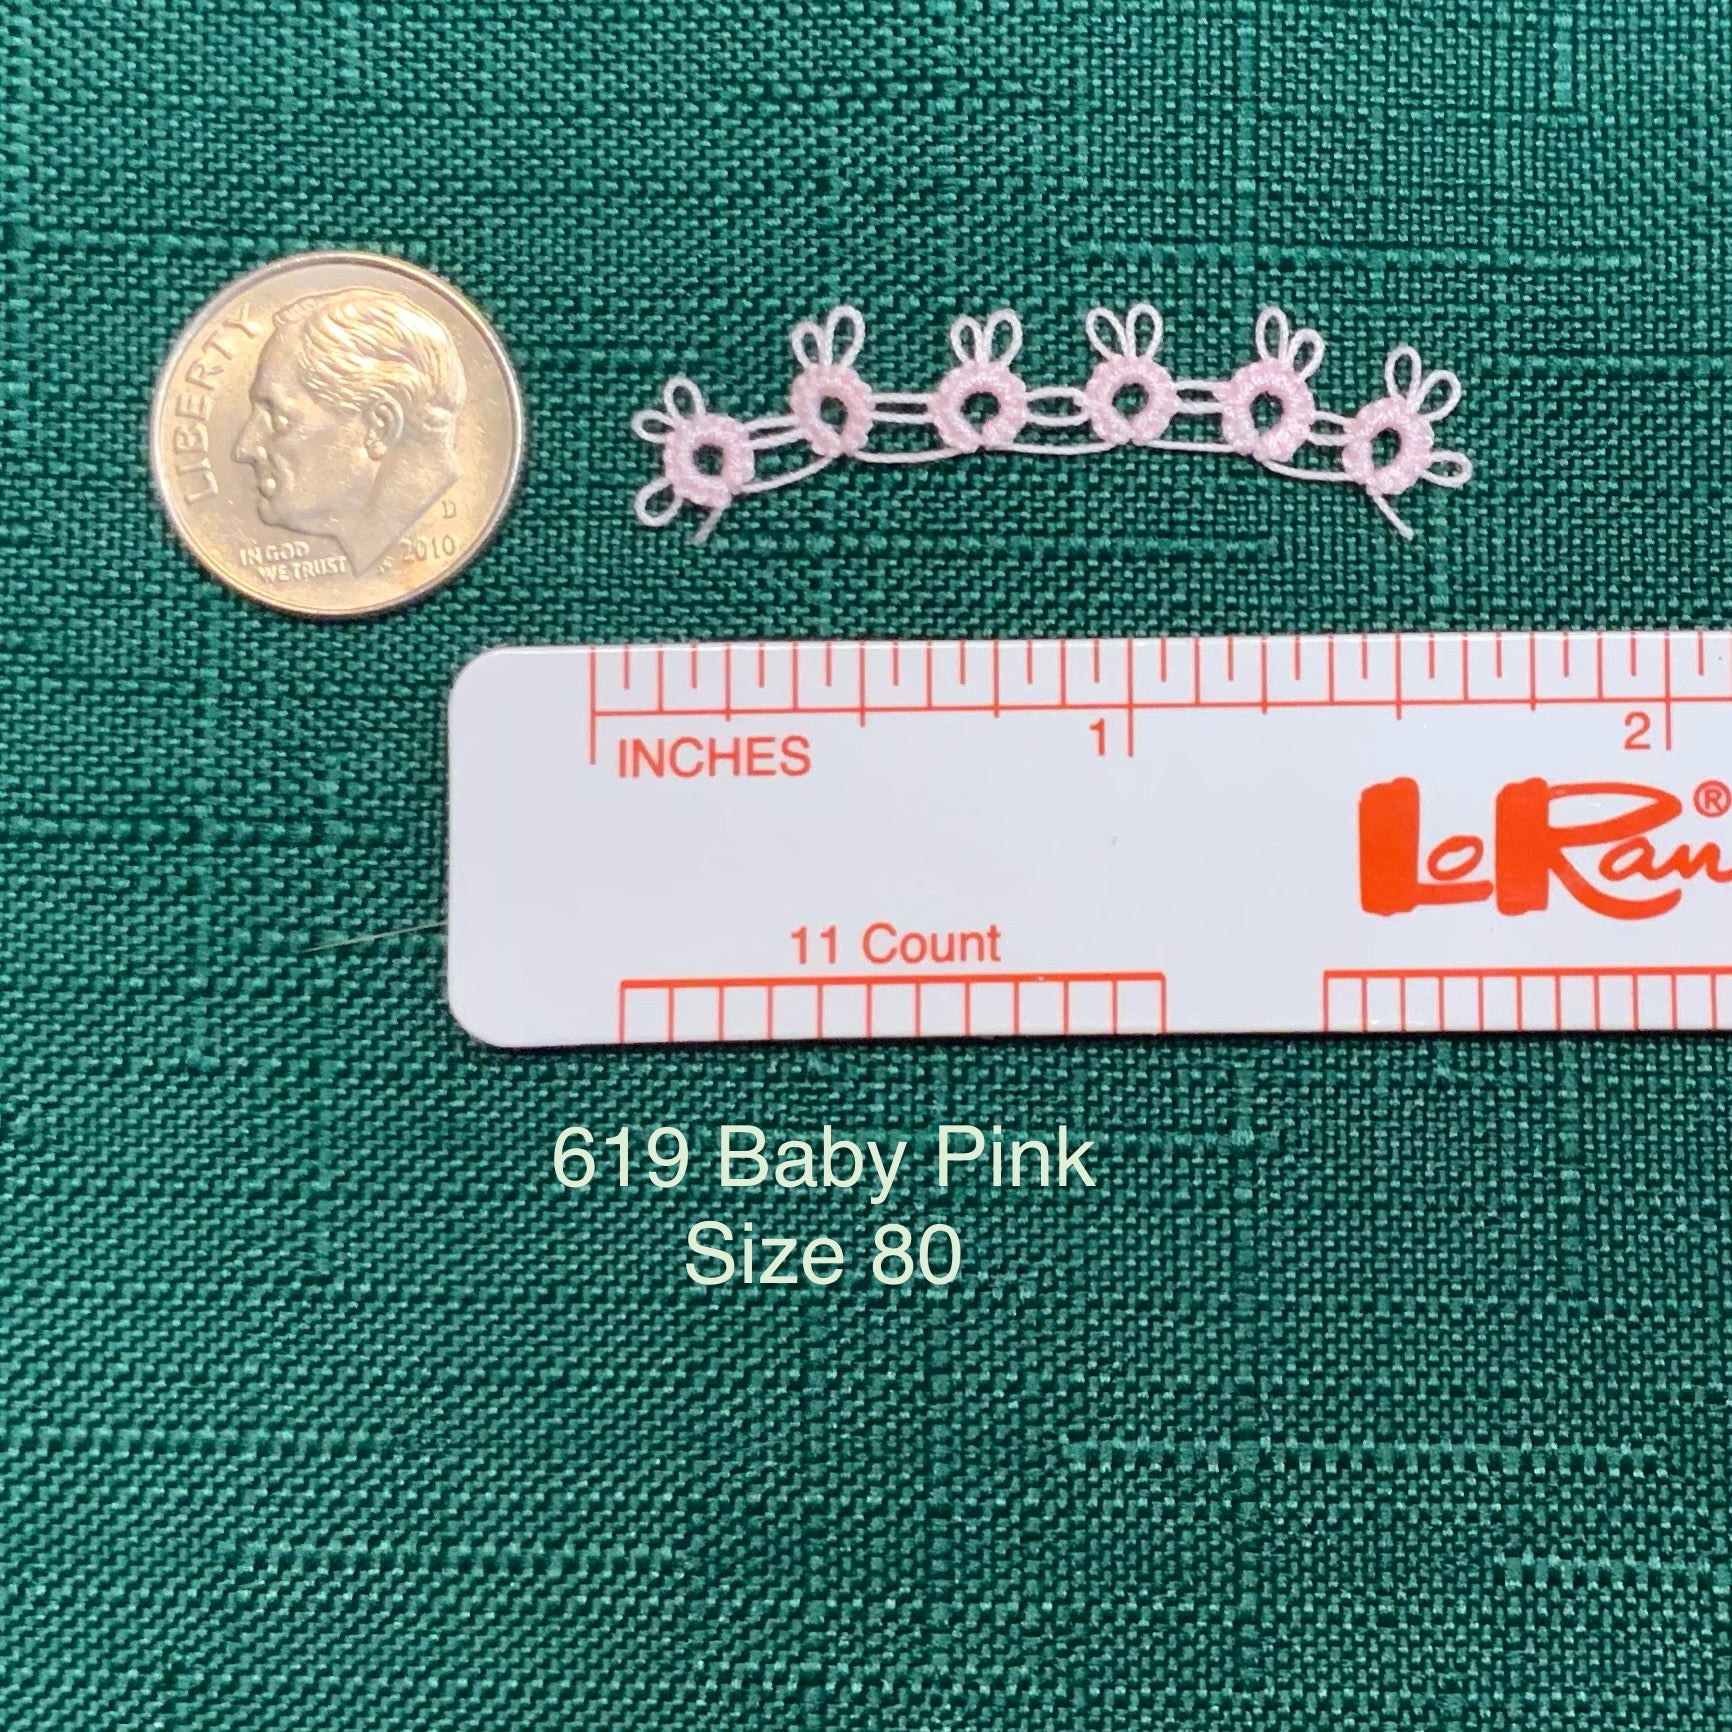 LIBERTY
IN GOD
WE TRUST
D
2010
INCHES
1
2
LoRan®
11 Count
619 Baby Pink
Size 80